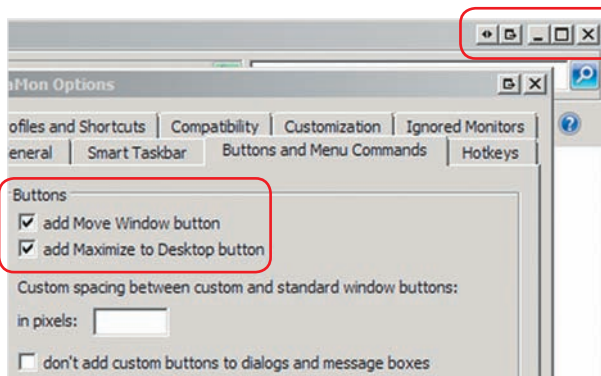 aMon Options
ofiles and Shortcuts Compatibility Customization Ignored Monitors
eneral Smart Taskbar Buttons and Menu Commands Hotkeys
Buttons
add Move Window button
add Maximize to Desktop button
Custom spacing between custom and standard window buttons:
in pixels:
don't add custom buttons to dialogs and message boxes